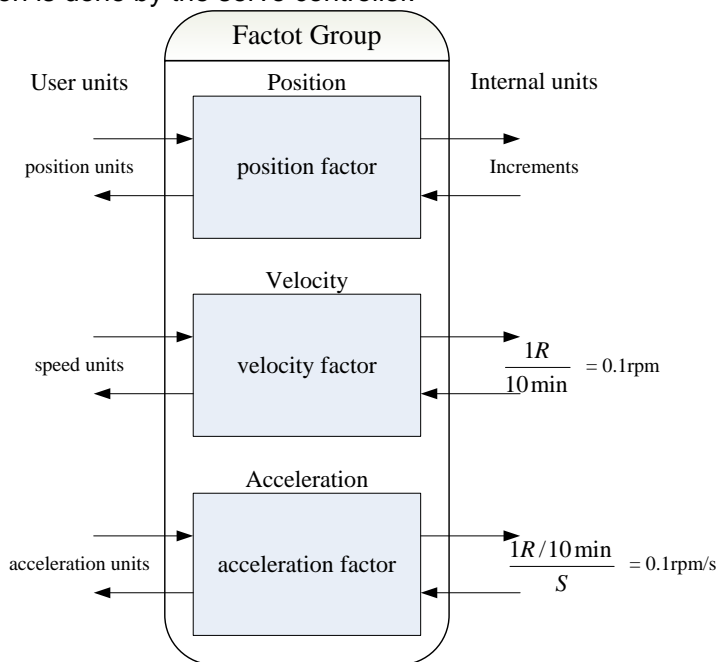 on is done by the servo controller.
Factot Group
User units
Position
Internal units
position units
position factor
Increments
Velocity
speed units
velocity factor
1R / 10 min = 0.1rpm
Acceleration
acceleration units
acceleration factor
1R/10 min / S = 0.1rpm/s